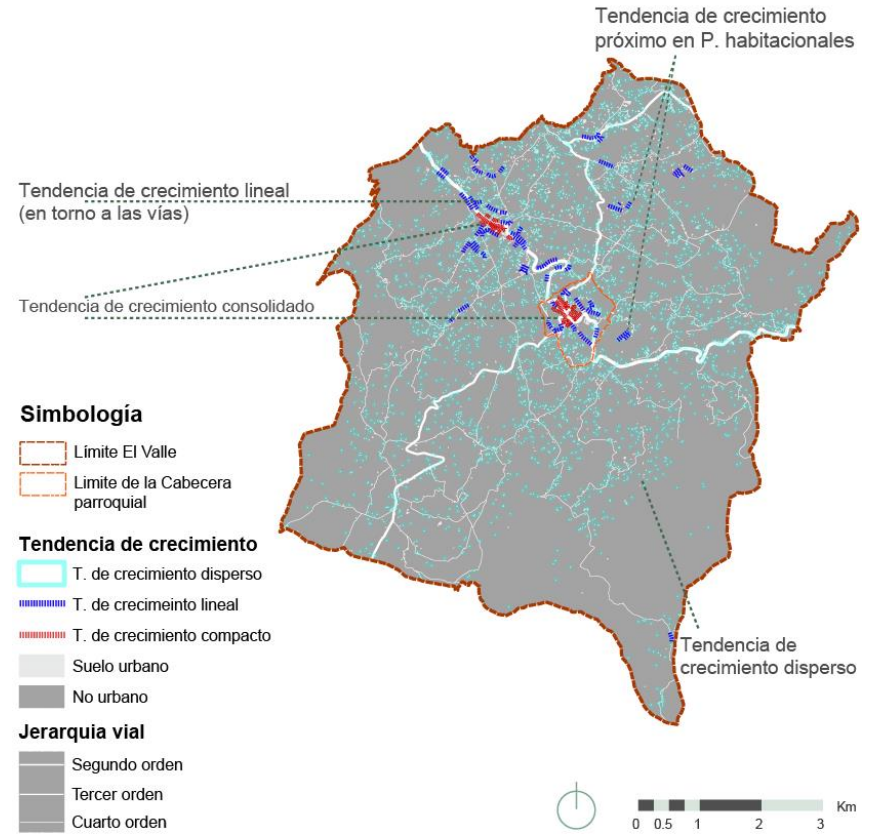 Tendencia de crecimiento
próximo en P. habitacionales
Tendencia de crecimiento lineal
(en torno a las vías)
Tendencia de crecimiento consolidado
Simbología
Límite El Valle
Limite de la Cabecera
parroquial
Tendencia de crecimiento
T. de crecimiento disperso
T. de crecimeinto lineal
T. de crecimiento compacto
Suelo urbano
No urbano
Jerarquia vial
Segundo orden
Tercer orden
Cuarto orden
Tendencia de
crecimiento disperso
Km
0 0.5 1 2 3